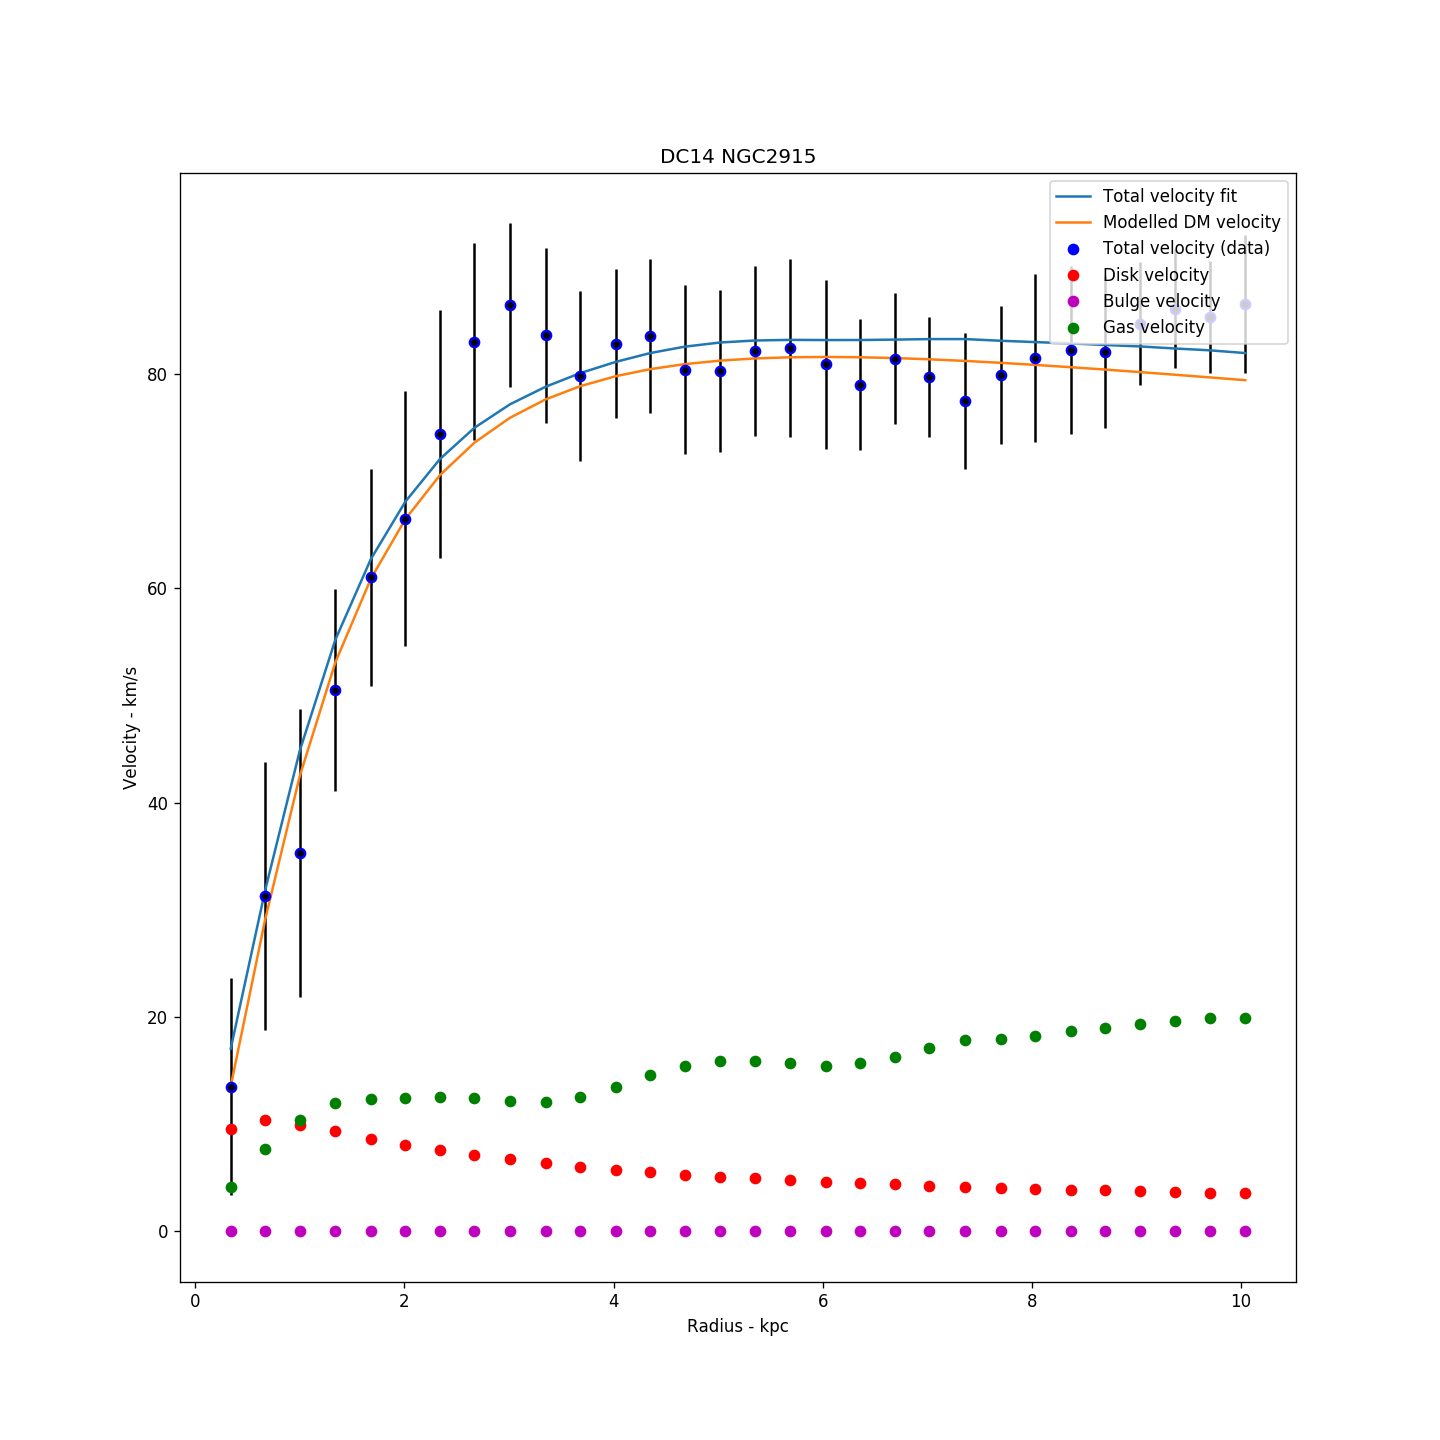 DC14 NGC2915
Total velocity fit
Modelled DM velocity
Total velocity (data)
Disk velocity
Bulge velocity
Gas velocity
80
60
40
20
0
Velocity - km/s
0 2 4 6 8 10
Radius - kpc